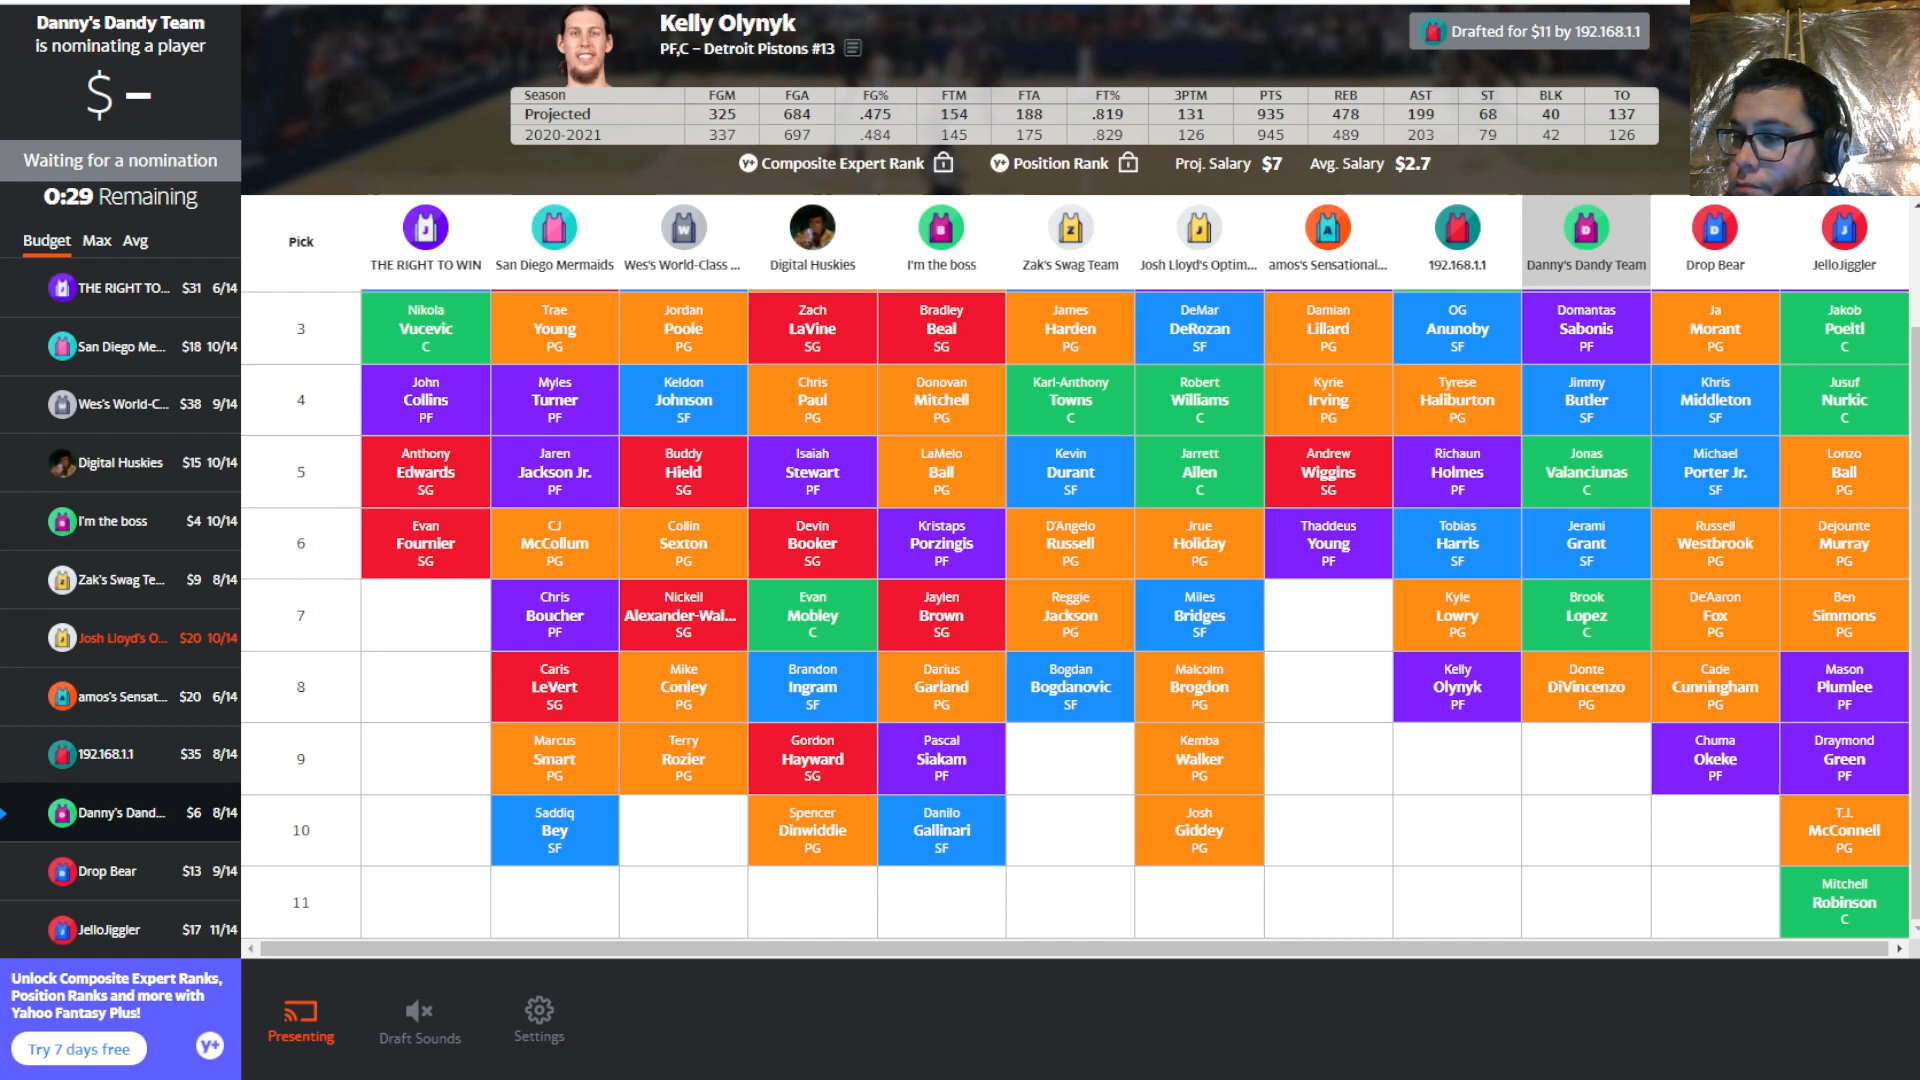 Danny's Dandy Team
is nominating a player
$ –
Waiting for a nomination
0:29 Remaining
Budget Max Avg
THE RIGHT TO... $31 6/14
San Diego Me... $18 10/14
Wes's World-C... $38 9/14
Digital Huskies $15 10/14
I'm the boss $4 10/14
Zak's Swag Te... $9 8/14
Josh Lloyd's O... $20 10/14
amos's Sensat... $20 6/14
192.168.1.1 $35 8/14
Danny's Dand... $6 8/14
Drop Bear $13 9/14
JelloJiggler $17 11/14
Unlock Composite Expert Ranks,
Position Ranks and more with
Yahoo Fantasy Plus!
Try 7 days free
y+
Kelly Olynyk
PF,C – Detroit Pistons #13
Drafted for $11 by 192.168.1.1
Season FGM FGA FG% FTM FTA FT% 3PTM PTS REB AST ST BLK TO
Projected 325 684 .475 154 188 .819 131 935 478 199 68 40 137
2020-2021 337 697 .484 145 175 .829 126 945 489 203 79 42 126
y+ Composite Expert Rank y+ Position Rank Proj. Salary $7 Avg. Salary $2.7
J W B Z J A D D J
Pick THE RIGHT TO WIN San Diego Mermaids Wes's World-Class ... Digital Huskies I'm the boss Zak's Swag Team Josh Lloyd's Optim... amos's Sensational... 192.168.1.1 Danny's Dandy Team Drop Bear JelloJiggler
Nikola Trae Jordan Zach Bradley James DeMar Damian OG Domantas Ja Jakob
3 Vucevic Young Poole LaVine Beal Harden DeRozan Lillard Anunoby Sabonis Morant Poeltl
C PG PG SG SG PG SF PG SF PF PG C
John Myles Keldon Chris Donovan Karl-Anthony Robert Kyrie Tyrese Jimmy Khris Jusuf
4 Collins Turner Johnson Paul Mitchell Towns Williams Irving Haliburton Butler Middleton Nurkic
PF PF SF PG PG C C PG PG SF SF C
Anthony Jaren Buddy Isaiah LaMelo Kevin Jarrett Andrew Richaun Jonas Michael Lonzo
5 Edwards Jackson Jr. Hield Stewart Ball Durant Allen Wiggins Holmes Valanciunas Porter Jr. Ball
SG PF SG PF PG SF C SG PF C SF PG
Evan CJ Collin Devin Kristaps D'Angelo Jrue Thaddeus Tobias Jerami Russell Dejounte
6 Fournier McCollum Sexton Booker Porzingis Russell Holiday Young Harris Grant Westbrook Murray
SG PG PG SG PF PG PG PF SF SF PG PG
Chris Nickeil Evan Jaylen Reggie Miles Kyle Brook De'Aaron Ben
7 Boucher Alexander-Wal... Mobley Brown Jackson Bridges Lowry Lopez Fox Simmons
PF SG C SG PG SF PG C PG PG
Caris Mike Brandon Darius Bogdan Malcolm Kelly Donte Cade Mason
8 LeVert Conley Ingram Garland Bogdanovic Brogdon Olynyk DiVincenzo Cunningham Plumlee
SG PG SF PG SF PG PF PG PG PF
Marcus Terry Gordon Pascal Kemba Chuma Draymond
9 Smart Rozier Hayward Siakam Walker Okeke Green
PG PG SG PF PG PF PF
Saddiq Spencer Danilo Josh T.J.
10 Bey Dinwiddie Gallinari Giddey McConnell
SF PG SF PG PG
Mitchell
11 Robinson
C
Presenting Draft Sounds Settings